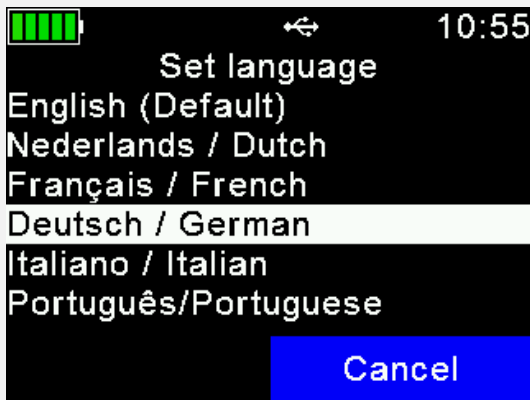 10:55
Set language
English (Default)
Nederlands / Dutch
Français / French
Deutsch / German
Italiano / Italian
Português/Portuguese
Cancel